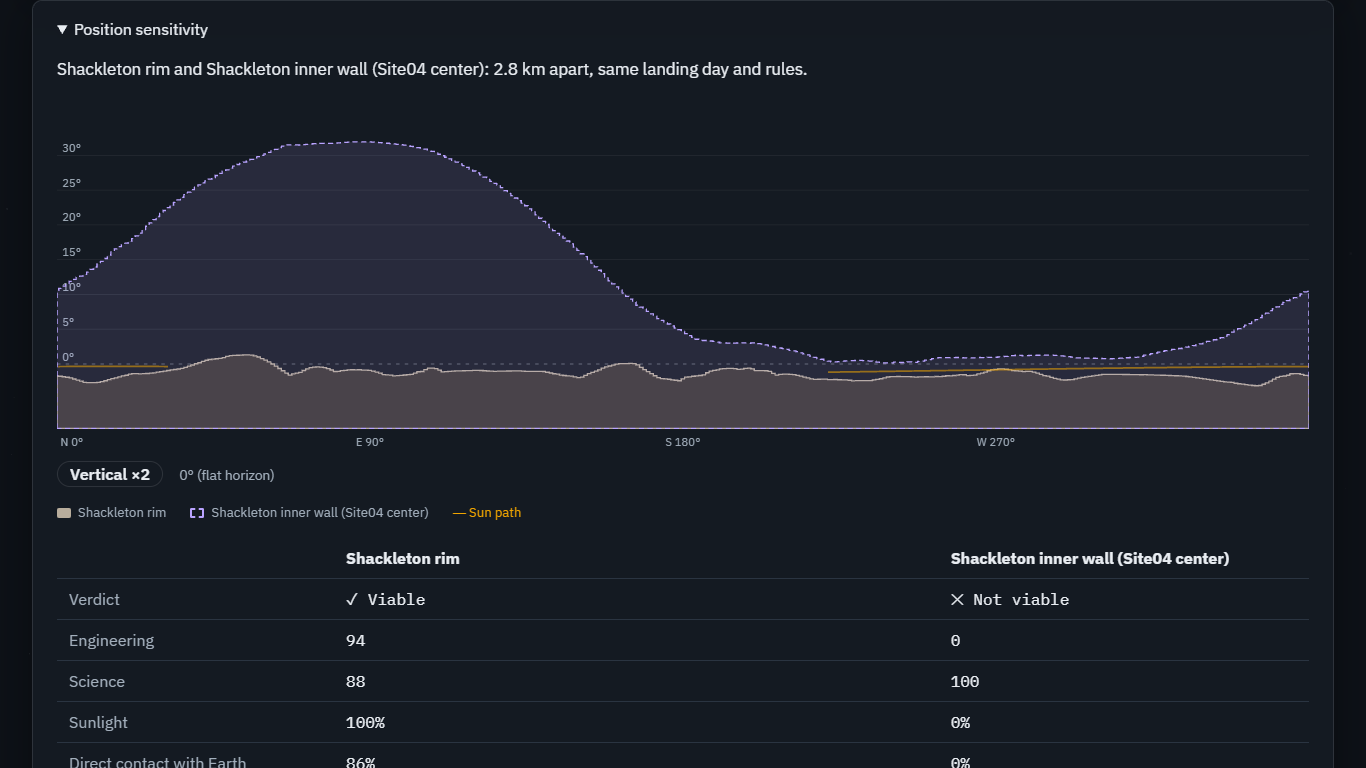 ▼ Position sensitivity
Shackleton rim and Shackleton inner wall (Site04 center): 2.8 km apart, same landing day and rules.
30°
25°
20°
15°
10°
5°
0°
N 0° E 90° S 180° W 270°
Vertical ×2 0° (flat horizon)
Shackleton rim Shackleton inner wall (Site04 center) — Sun path
Shackleton rim Shackleton inner wall (Site04 center)
Verdict ✓ Viable ✕ Not viable
Engineering 94 0
Science 88 100
Sunlight 100% 0%
Direct contact with Earth 86% 0%